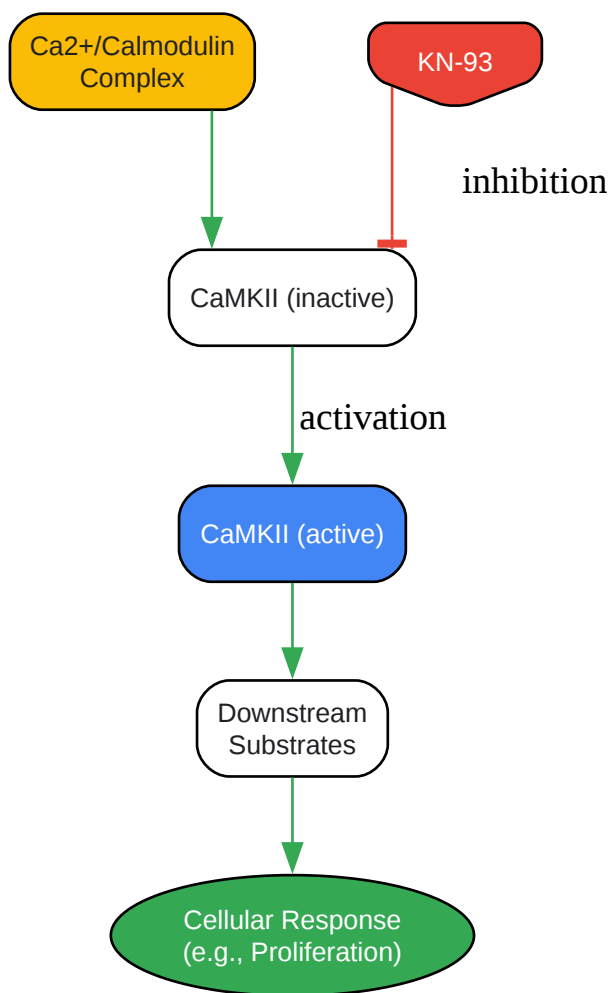 Ca2+/Calmodulin
Complex
KN-93
inhibition
CaMKII (inactive)
activation
CaMKII (active)
Downstream
Substrates
Cellular Response
(e.g., Proliferation)